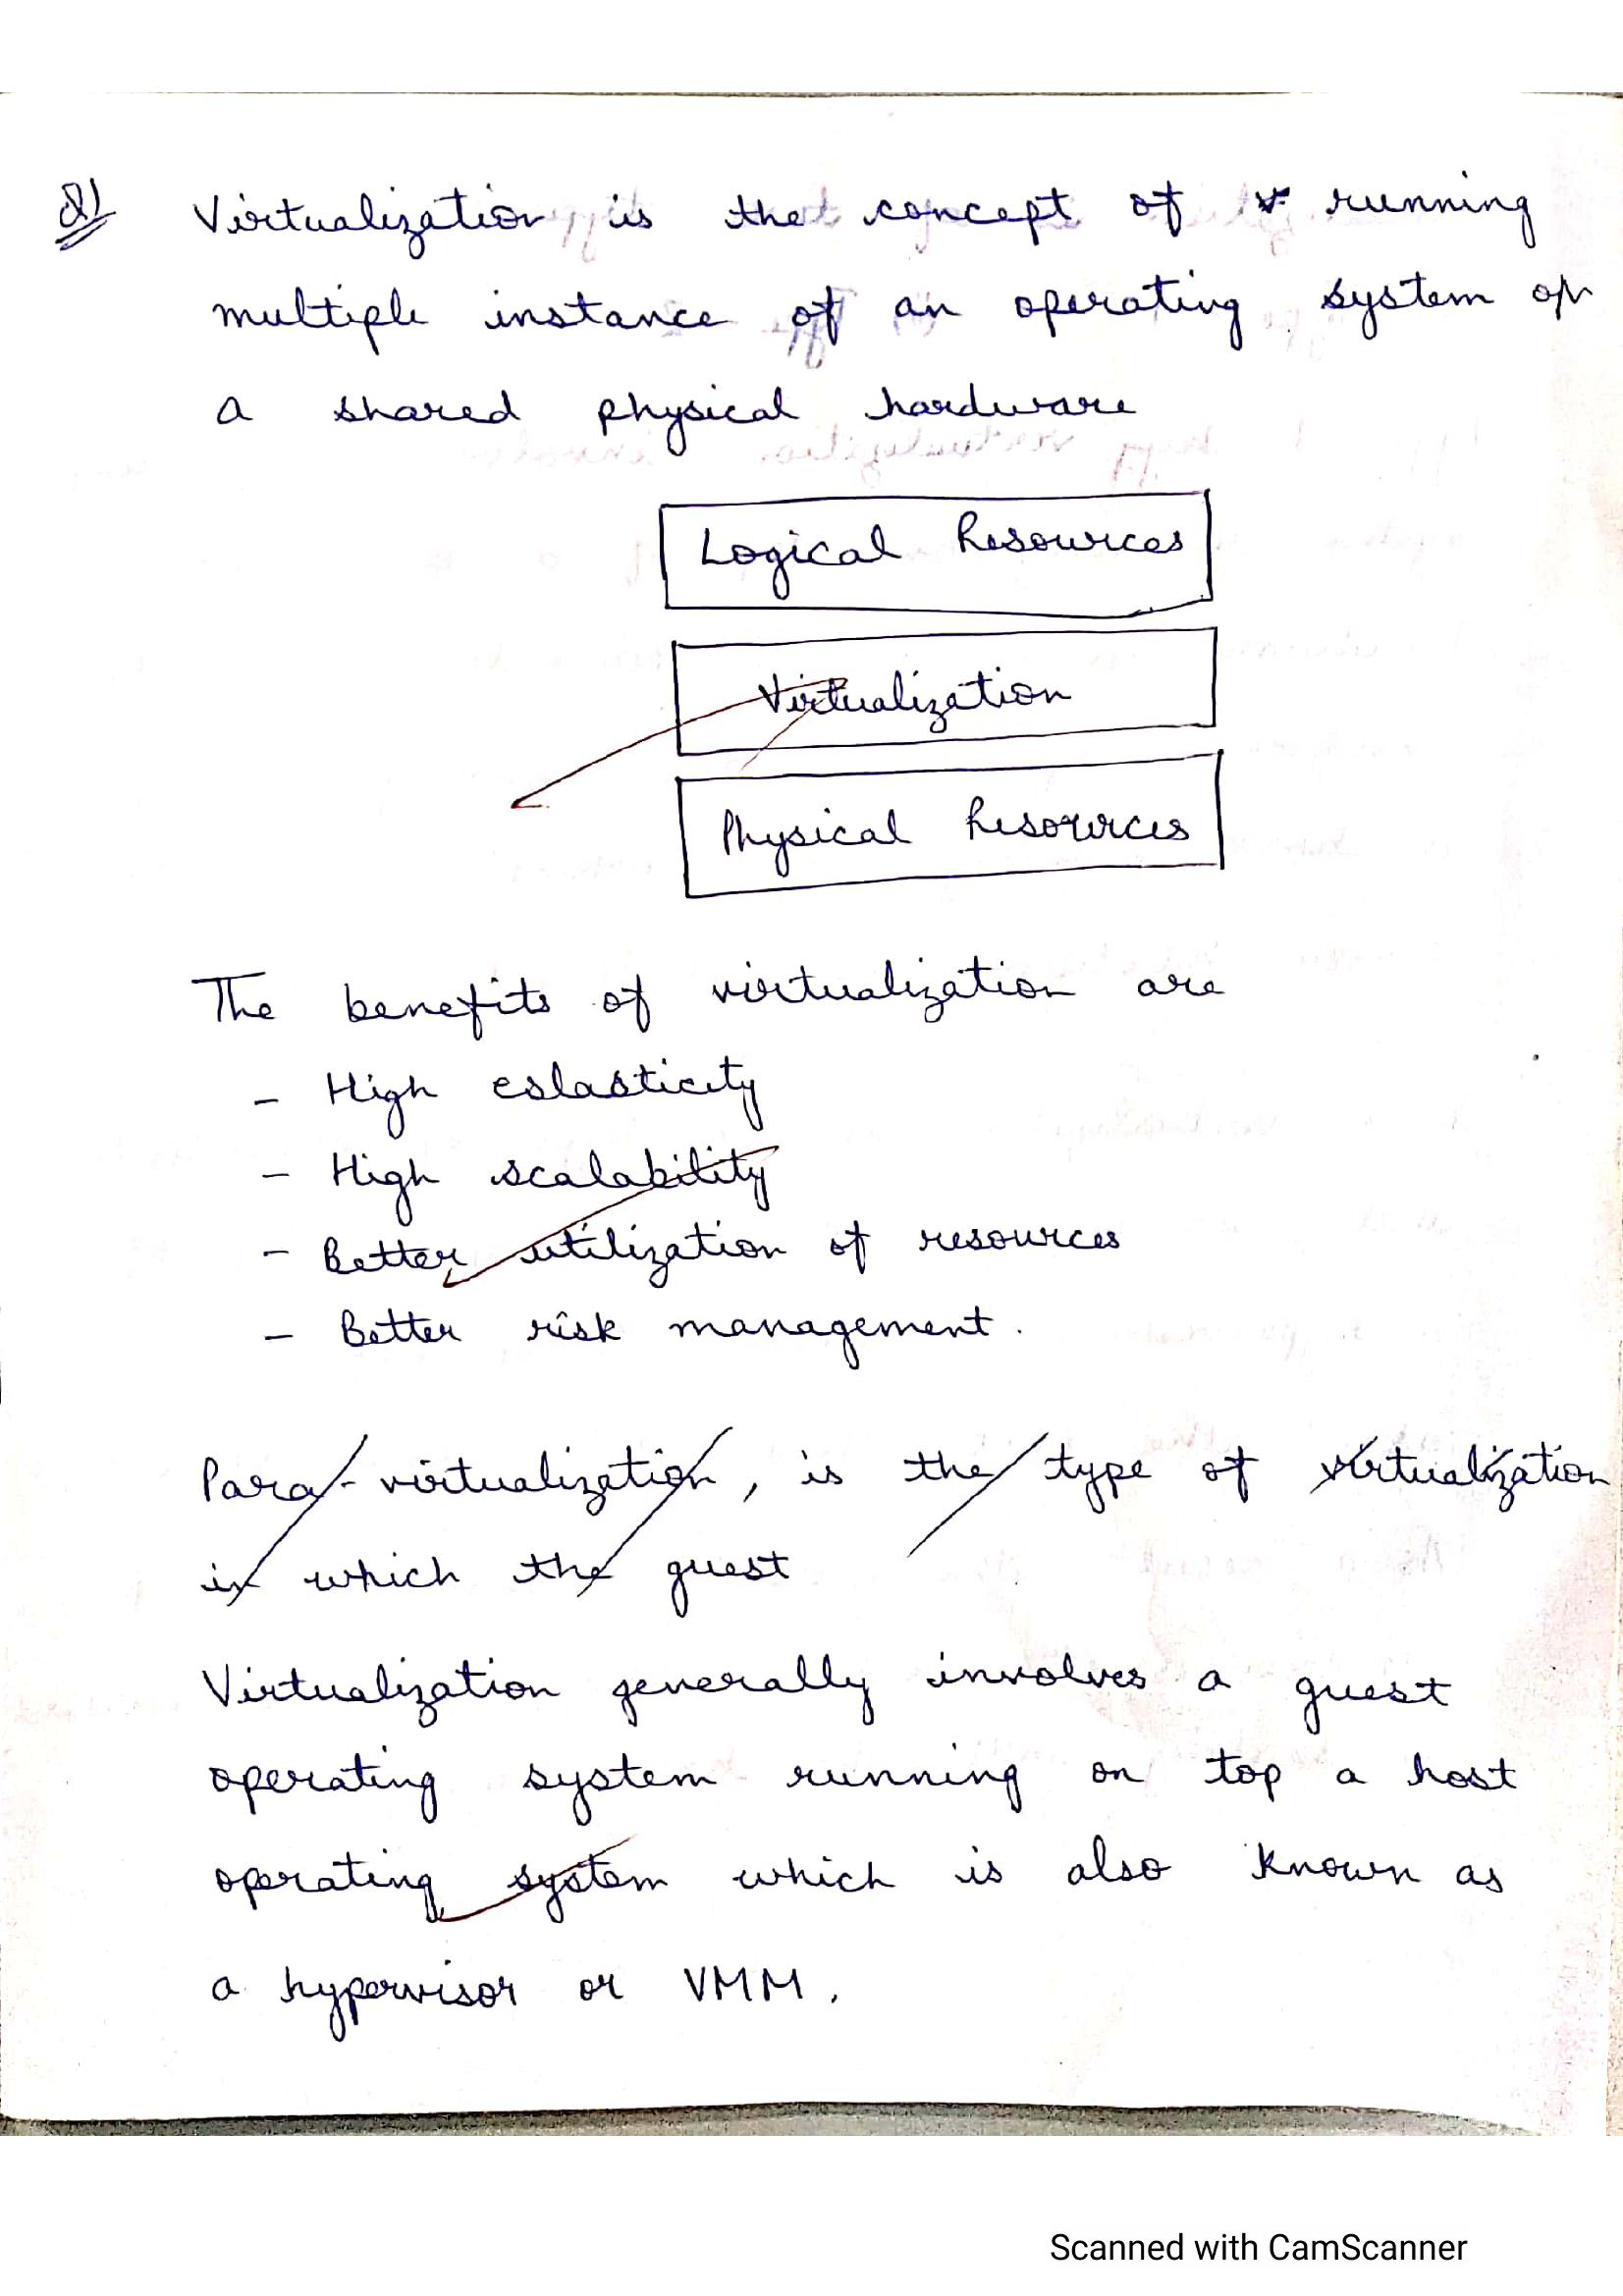 Virtualization is the concept of running
multiple instance of an operating system on
a shared physical hardware
Logical Resources
Virtualization
Physical Resources
The benefits of virtualization are
- High eslasticity
- High scalability
- Better utilization of resources
- Better risk management.
Para-virtualization, is the type of virtualization
in which the guest
Virtualization generally involves a guest
operating system running on top a host
operating system which is also known as
a hypervisor or VMM.
Scanned with CamScanner